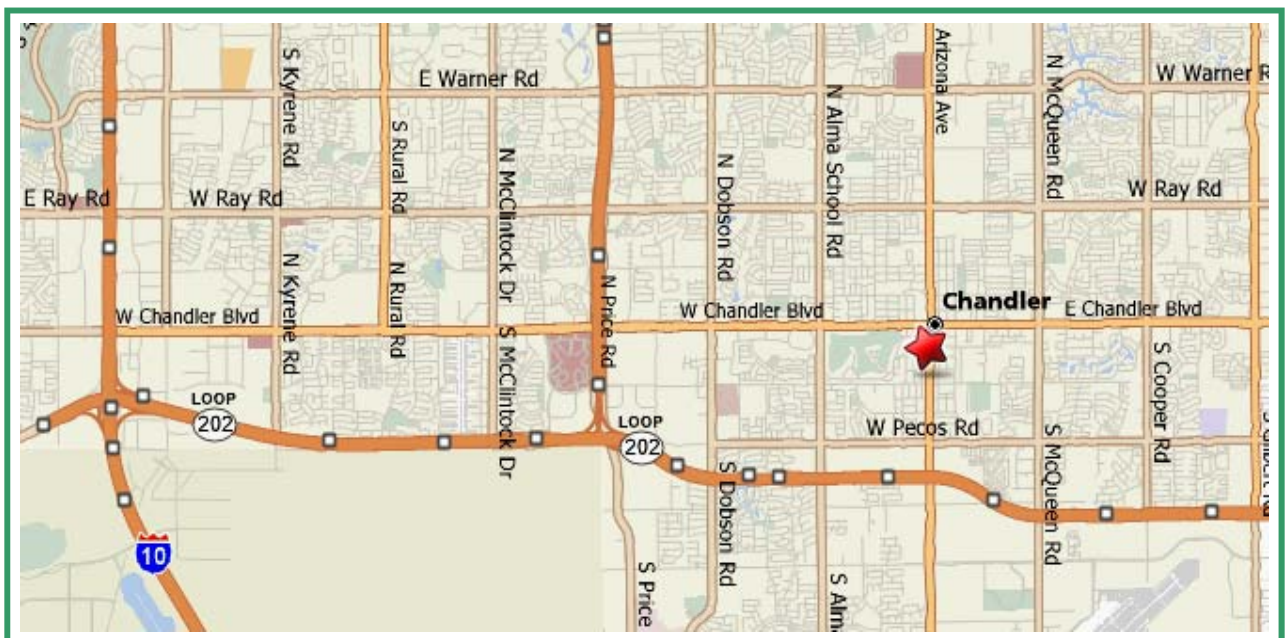 Arizona Ave
E Warner Rd
W Warner R
S Kyrene Rd
S Rural Rd
N McClintock Dr
N Dobson Rd
N Alma School Rd
N McQueen Rd
E Ray Rd
W Ray Rd
W Ray Rd
N Kyrene Rd
N Rural Rd
N Price Rd
Chandler
W Chandler Blvd
W Chandler Blvd
E Chandler Blvd
S McClintock Dr
S Cooper Rd
LOOP
202
LOOP
202
W Pecos Rd
S Dobson Rd
S McQueen Rd
10
S Price
S Alm